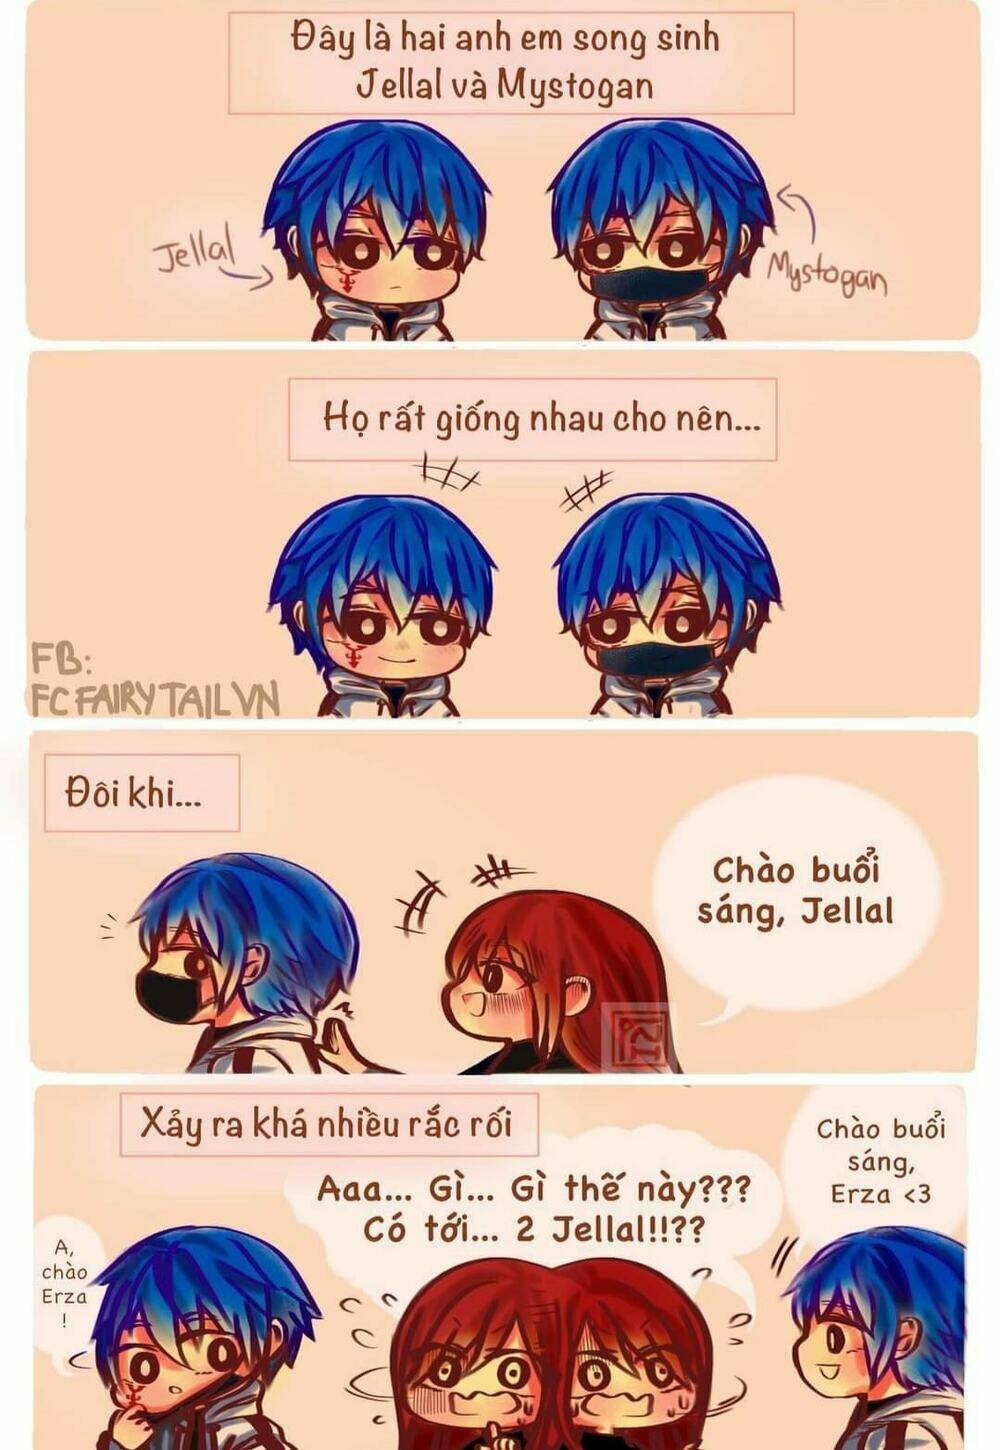 Đây là hai anh em song sinh
Jellal và Mystogan
Jellal
Mystogan
Họ rất giống nhau cho nên...
FB:
FC FAIRY TAIL VN
Đôi khi...
Chào buổi
sáng, Jellal
Xảy ra khá nhiều rắc rối
Chào buổi
sáng,
Erza <3
Aaa... Gì... Gì thế này???
Có tới... 2 Jellal!!??
A,
chào
Erza
!